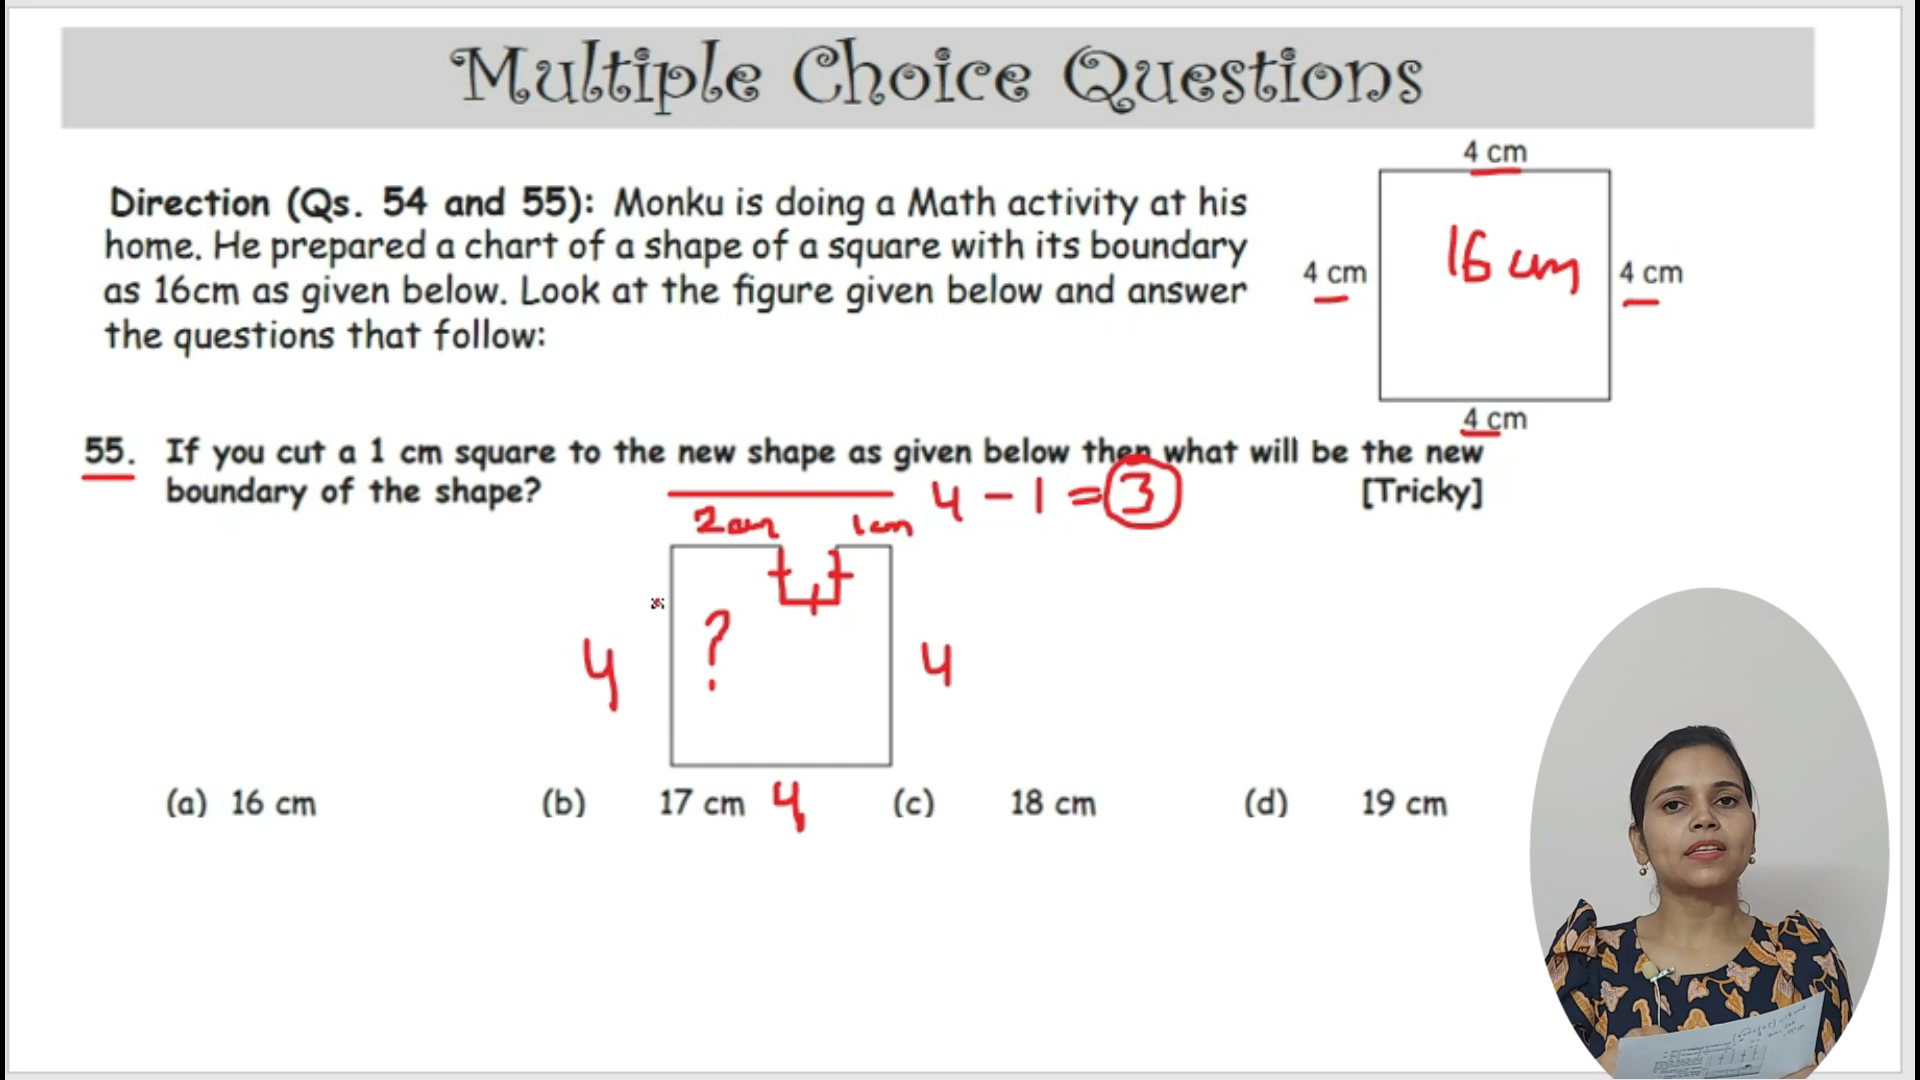 Multiple Choice Questions
4 cm
Direction (Qs. 54 and 55): Monku is doing a Math activity at his
home. He prepared a chart of a shape of a square with its boundary
as 16cm as given below. Look at the figure given below and answer
the questions that follow:
16 cm
4 cm
4 cm
4 cm
55. If you cut a 1 cm square to the new shape as given below then what will be the new
boundary of the shape? [Tricky]
4 - 1 = 3
2 cm 1 cm
?
4
4
4
(a) 16 cm (b) 17 cm (c) 18 cm (d) 19 cm